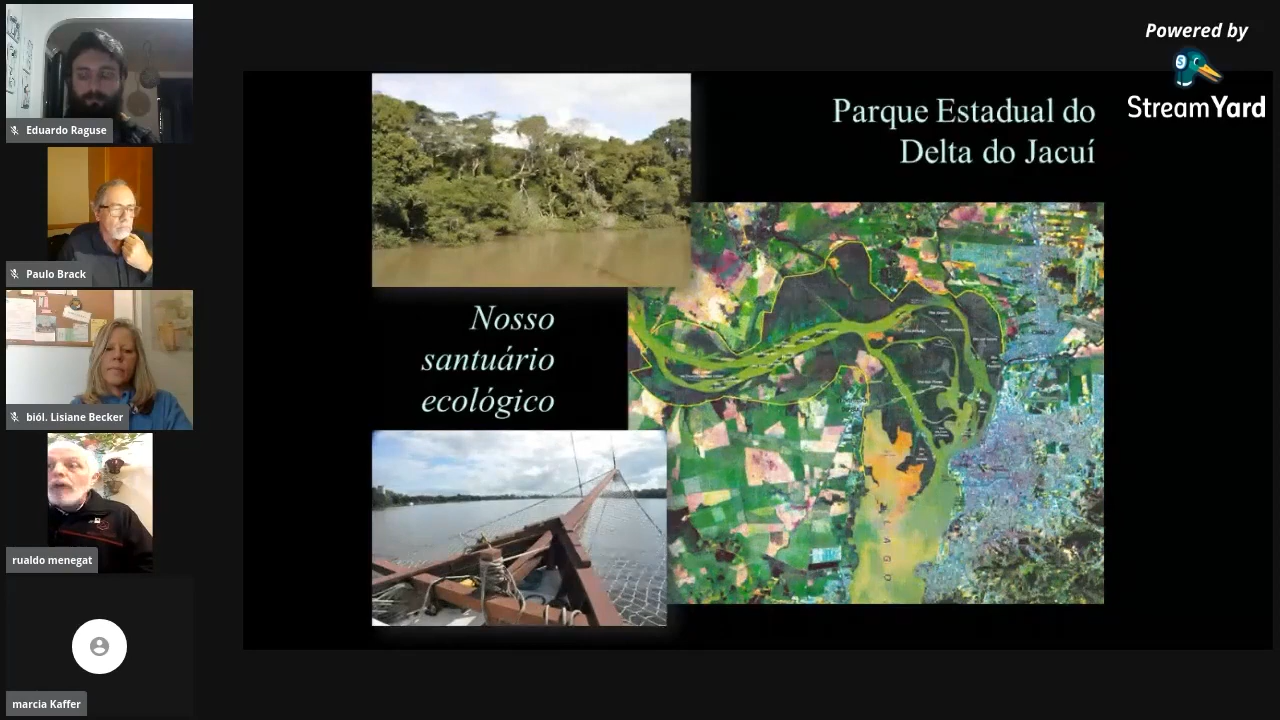 Powered by
StreamYard
Eduardo Raguse
Paulo Brack
biól. Lisiane Becker
rualdo menegat
marcia Kaffer
Parque Estadual do
Delta do Jacuí
Nosso
santuário
ecológico
LAGO